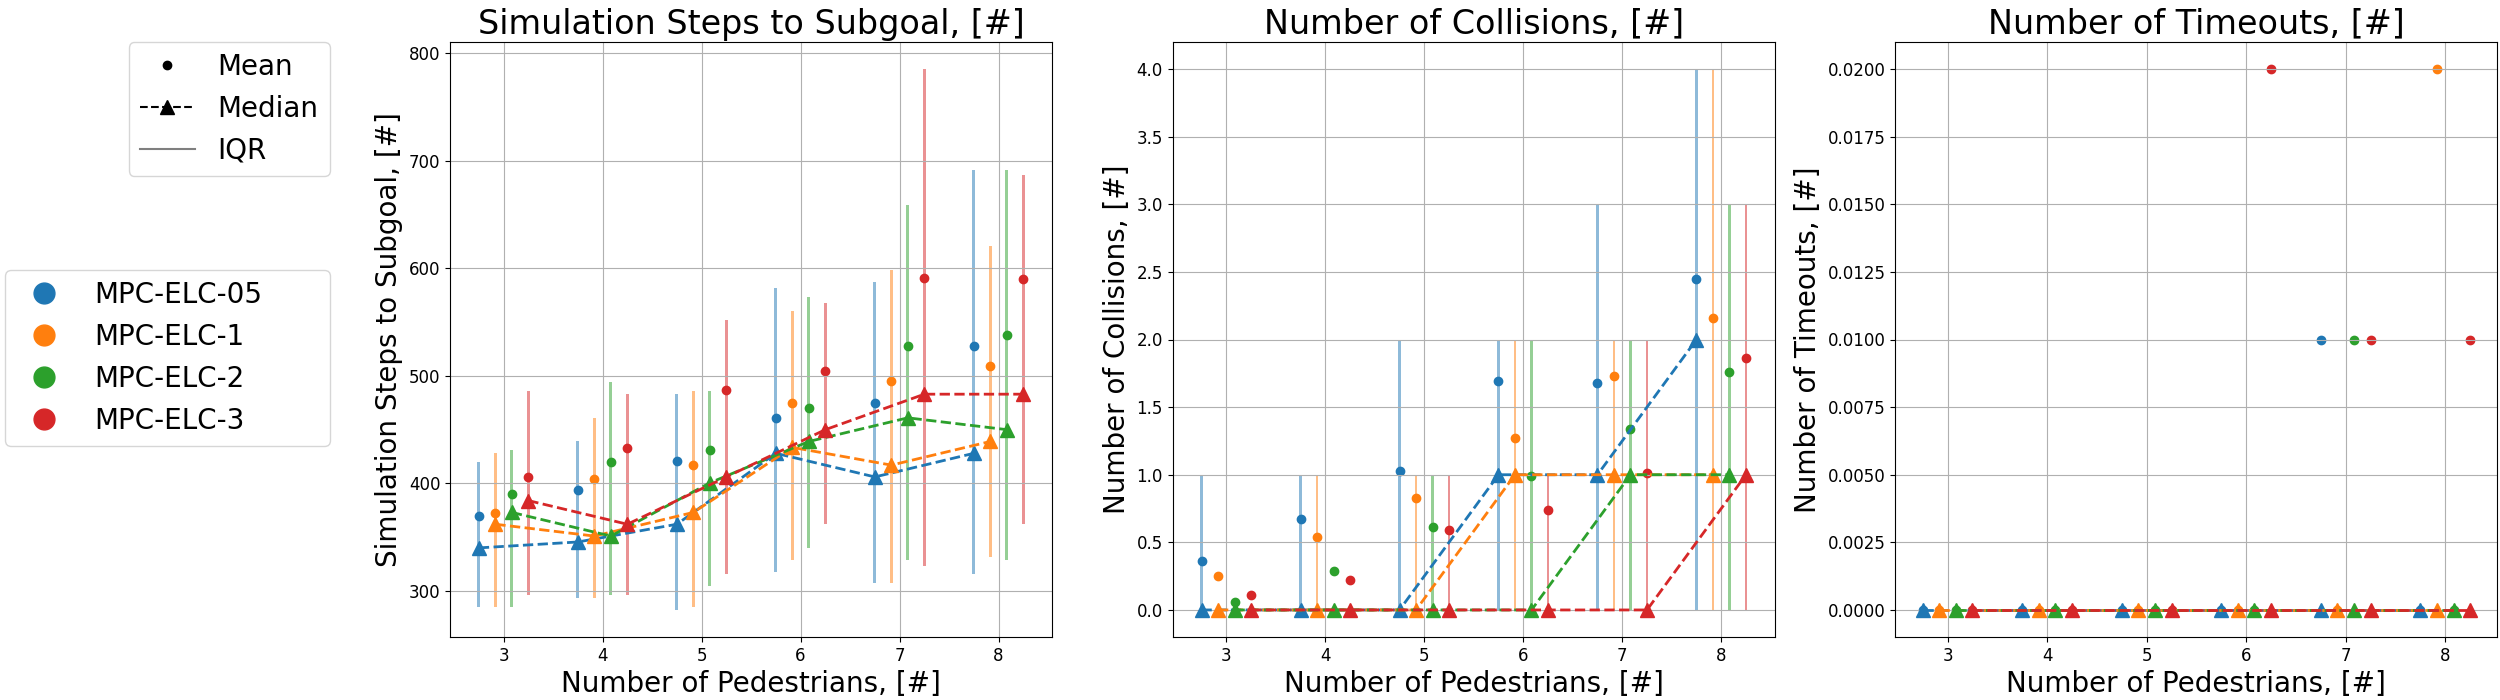 Mean
Median
IQR
MPC-ELC-05
MPC-ELC-1
MPC-ELC-2
MPC-ELC-3
Simulation Steps to Subgoal, [#]
Simulation Steps to Subgoal, [#]
800
700
600
500
400
300
3 4 5 6 7 8
Number of Pedestrians, [#]
Number of Collisions, [#]
Number of Collisions, [#]
4.0
3.5
3.0
2.5
2.0
1.5
1.0
0.5
0.0
3 4 5 6 7 8
Number of Pedestrians, [#]
Number of Timeouts, [#]
Number of Timeouts, [#]
0.0200
0.0175
0.0150
0.0125
0.0100
0.0075
0.0050
0.0025
0.0000
3 4 5 6 7 8
Number of Pedestrians, [#]